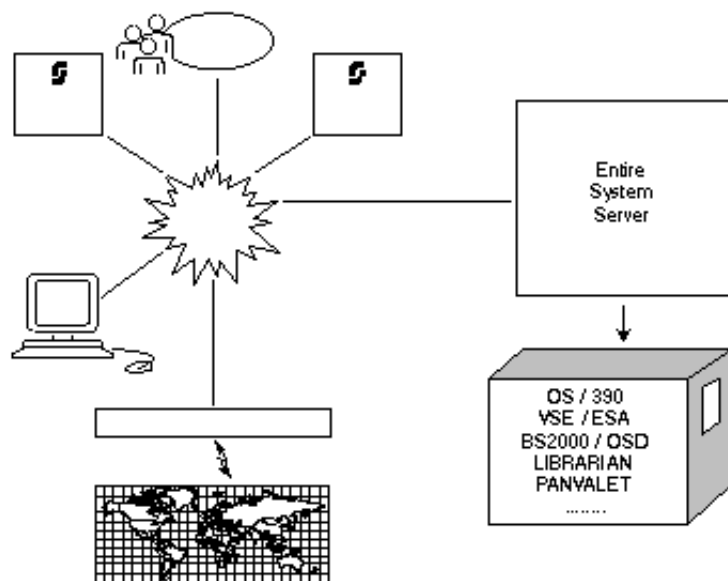 Entire
System
Server
OS / 390
VSE / ESA
BS2000 / OSD
LIBRARIAN
PANVALET
........